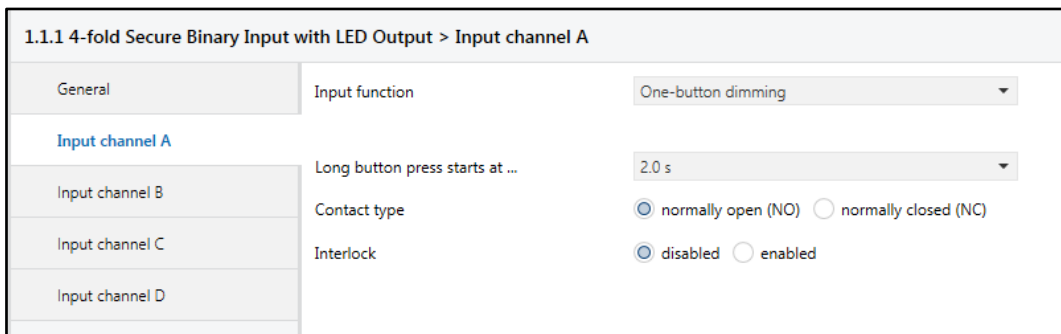 1.1.1 4-fold Secure Binary Input with LED Output > Input channel A
General
Input channel A
Input channel B
Input channel C
Input channel D
Input function
One-button dimming
Long button press starts at ...
2.0 s
Contact type
normally open (NO)
normally closed (NC)
Interlock
disabled
enabled